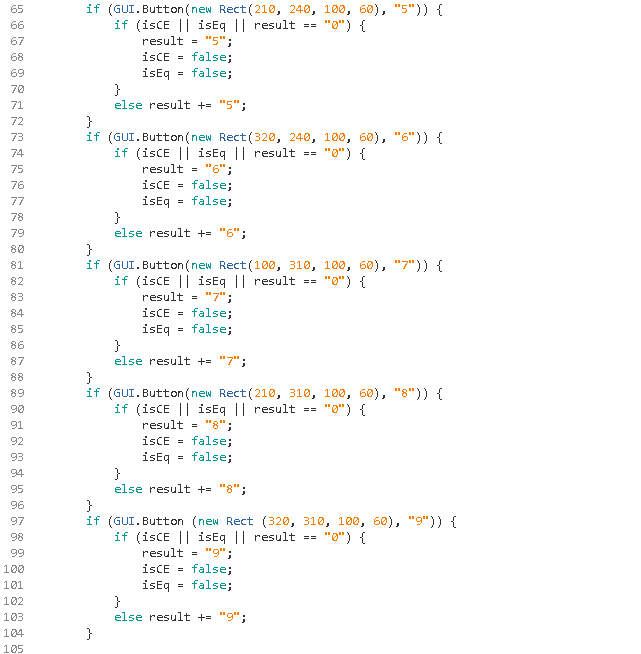 65        if (GUI.Button(new Rect(210, 240, 100, 60), "5")) {
66            if (isCE || isEq || result == "0") {
67                result = "5";
68                isCE = false;
69                isEq = false;
70            }
71            else result += "5";
72        }
73        if (GUI.Button(new Rect(320, 240, 100, 60), "6")) {
74            if (isCE || isEq || result == "0") {
75                result = "6";
76                isCE = false;
77                isEq = false;
78            }
79            else result += "6";
80        }
81        if (GUI.Button(new Rect(100, 310, 100, 60), "7")) {
82            if (isCE || isEq || result == "0") {
83                result = "7";
84                isCE = false;
85                isEq = false;
86            }
87            else result += "7";
88        }
89        if (GUI.Button(new Rect(210, 310, 100, 60), "8")) {
90            if (isCE || isEq || result == "0") {
91                result = "8";
92                isCE = false;
93                isEq = false;
94            }
95            else result += "8";
96        }
97        if (GUI.Button (new Rect (320, 310, 100, 60), "9")) {
98            if (isCE || isEq || result == "0") {
99                result = "9";
100                isCE = false;
101                isEq = false;
102            }
103            else result += "9";
104        }
105